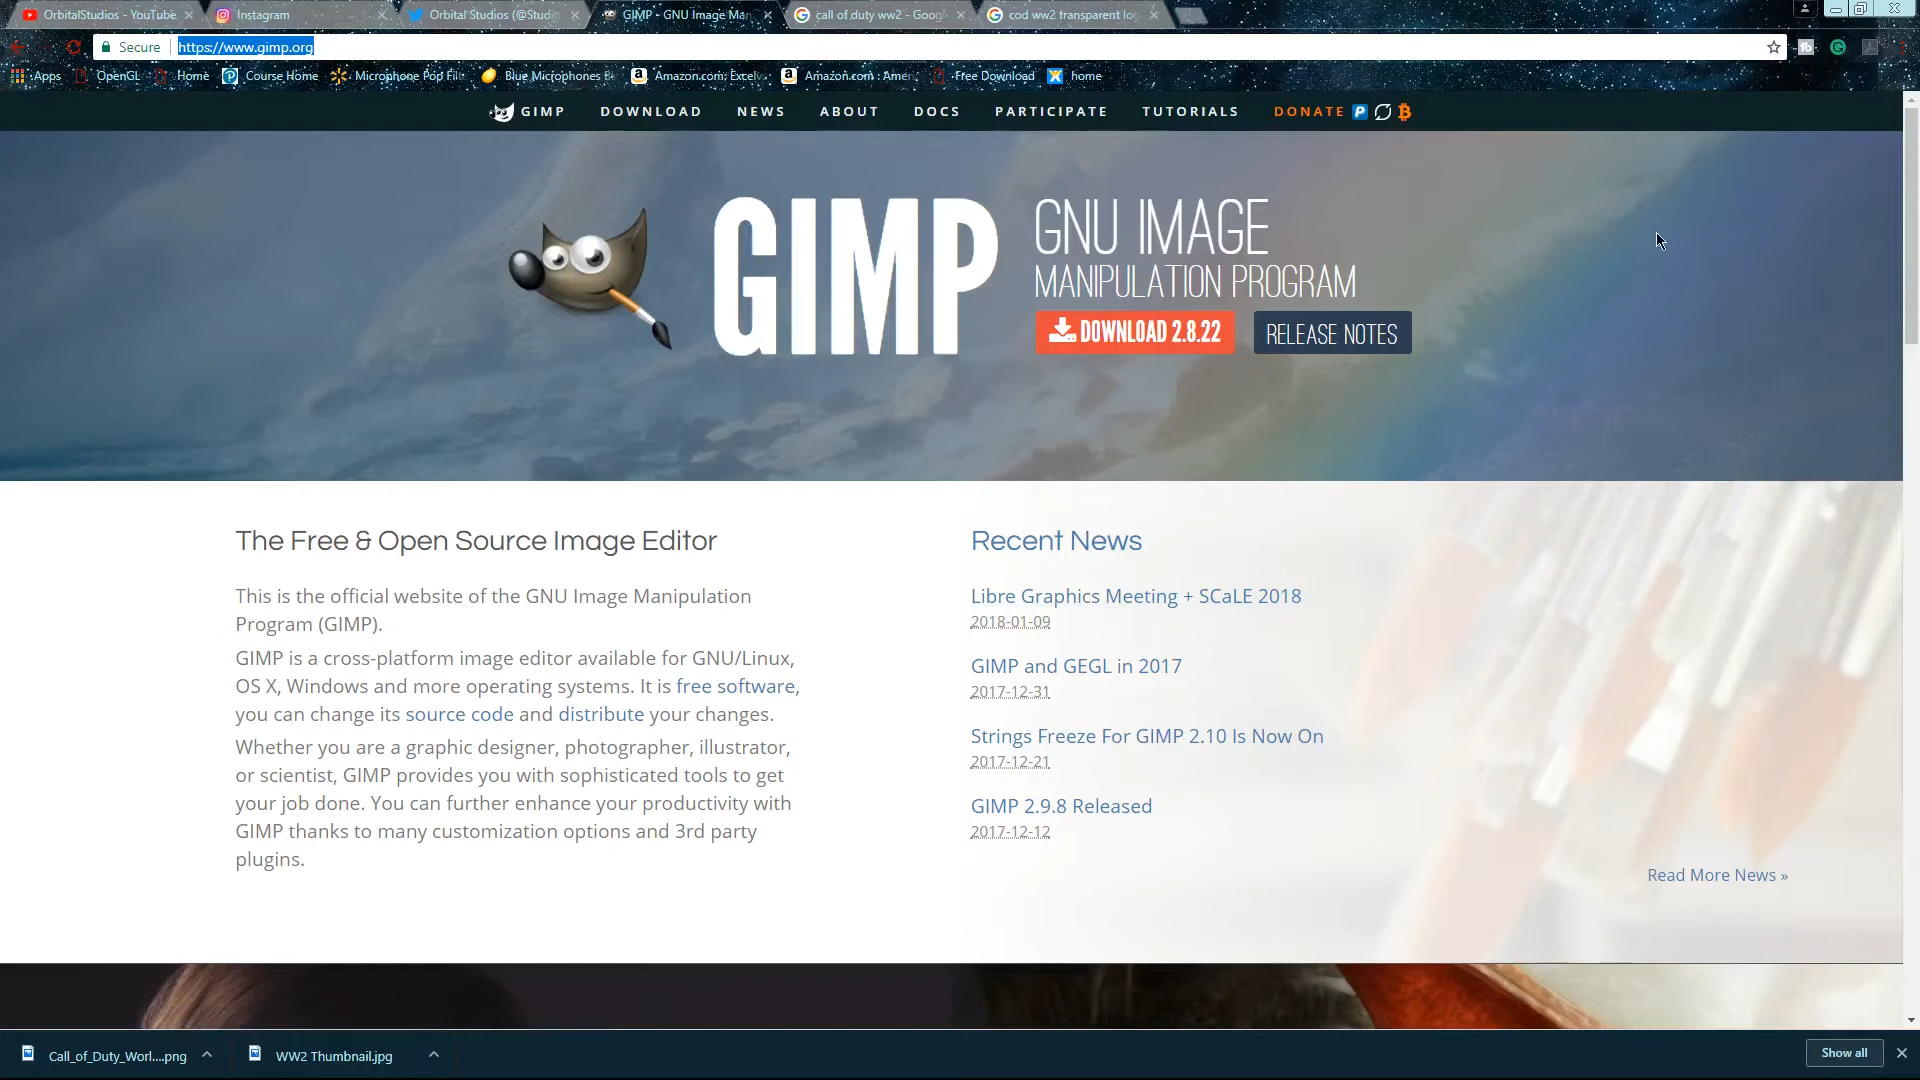 OrbitalStudios - YouTube
Instagram
Orbital Studios (@Studi
GIMP - GNU Image Ma
call of duty ww2 - Goog
cod ww2 transparent log
Secure
https://www.gimp.org
Apps
OpenGL
Home
Course Home
Microphone Pop Filt
Blue Microphones B
Amazon.com: Excelv
Amazon.com : Amer
Free Download
home
GIMP
DOWNLOAD
NEWS
ABOUT
DOCS
PARTICIPATE
TUTORIALS
DONATE
GIMP
GNU IMAGE
MANIPULATION PROGRAM
DOWNLOAD 2.8.22
RELEASE NOTES
The Free & Open Source Image Editor
This is the official website of the GNU Image Manipulation
Program (GIMP).
GIMP is a cross-platform image editor available for GNU/Linux,
OS X, Windows and more operating systems. It is free software,
you can change its source code and distribute your changes.
Whether you are a graphic designer, photographer, illustrator,
or scientist, GIMP provides you with sophisticated tools to get
your job done. You can further enhance your productivity with
GIMP thanks to many customization options and 3rd party
plugins.
Recent News
Libre Graphics Meeting + SCaLE 2018
2018-01-09
GIMP and GEGL in 2017
2017-12-31
Strings Freeze For GIMP 2.10 Is Now On
2017-12-21
GIMP 2.9.8 Released
2017-12-12
Read More News »
Call_of_Duty_Worl....png
WW2 Thumbnail.jpg
Show all